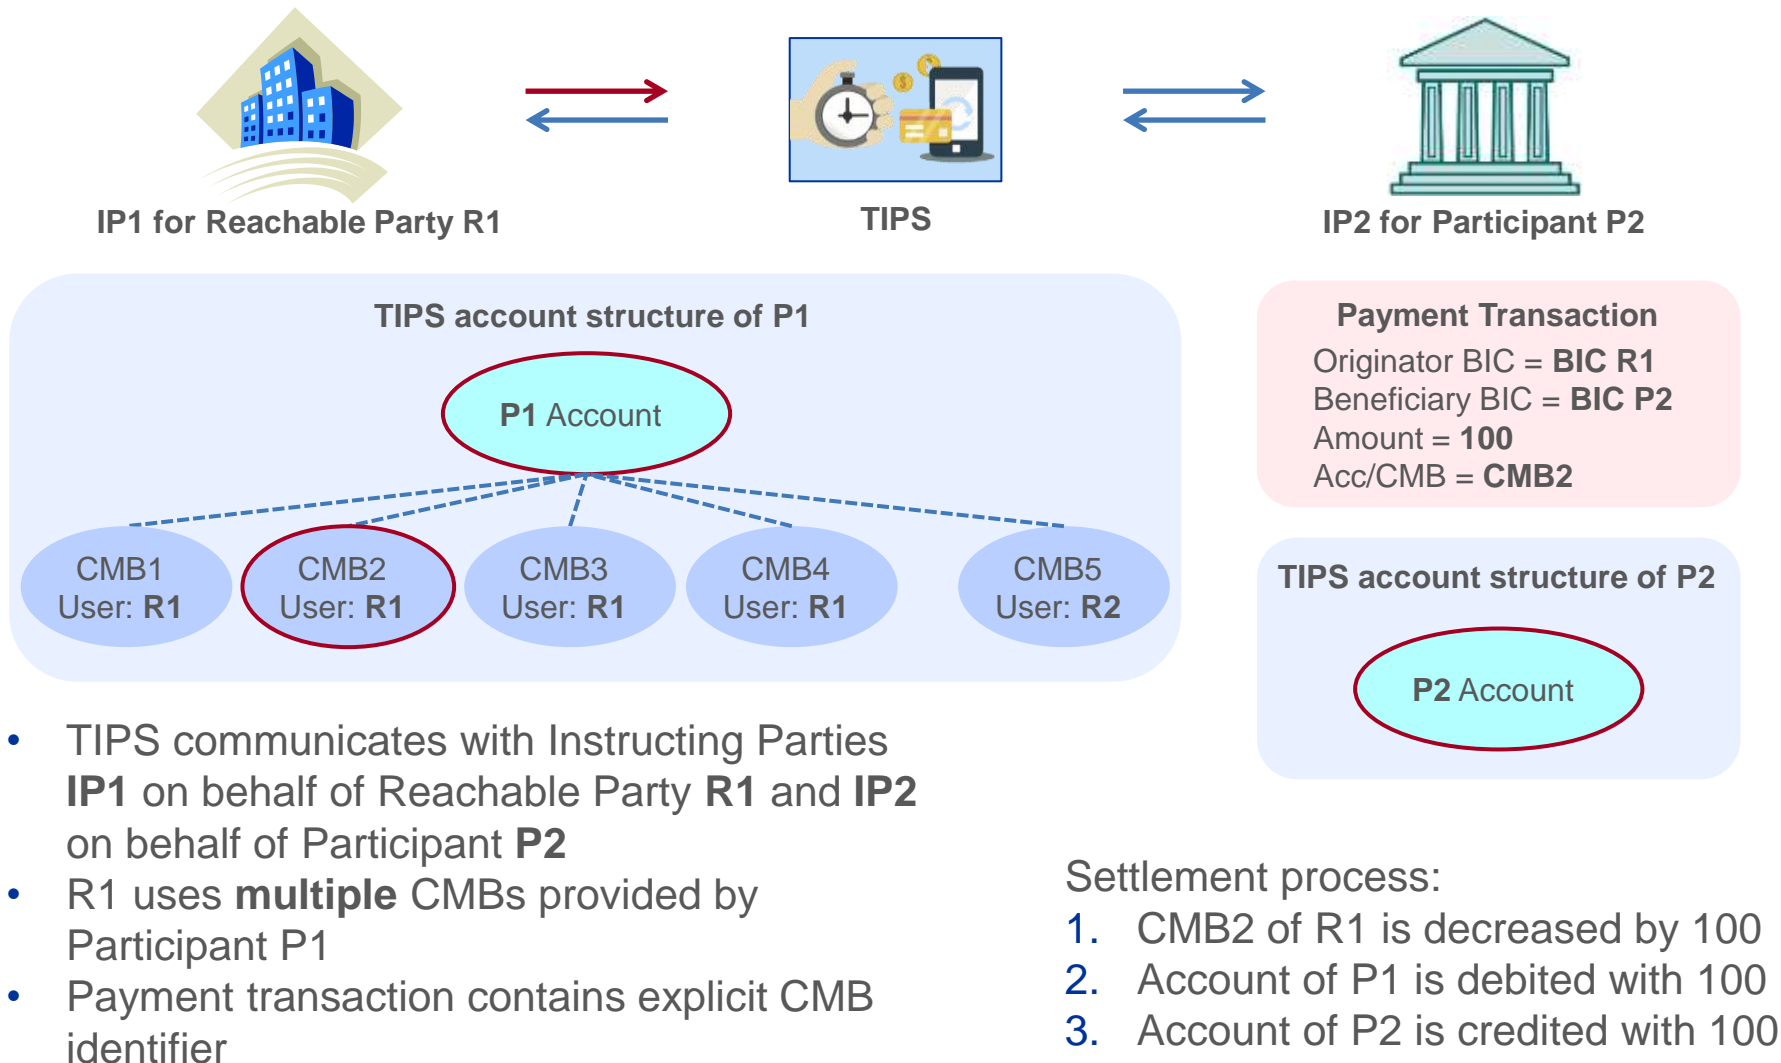 IP1 for Reachable Party R1
TIPS
IP2 for Participant P2
TIPS account structure of P1
P1 Account
CMB1
User: R1
CMB2
User: R1
CMB3
User: R1
CMB4
User: R1
CMB5
User: R2
Payment Transaction
Originator BIC = BIC R1
Beneficiary BIC = BIC P2
Amount = 100
Acc/CMB = CMB2
TIPS account structure of P2
P2 Account
• TIPS communicates with Instructing Parties
IP1 on behalf of Reachable Party R1 and IP2
on behalf of Participant P2
• R1 uses multiple CMBs provided by
Participant P1
• Payment transaction contains explicit CMB
identifier
Settlement process:
1. CMB2 of R1 is decreased by 100
2. Account of P1 is debited with 100
3. Account of P2 is credited with 100